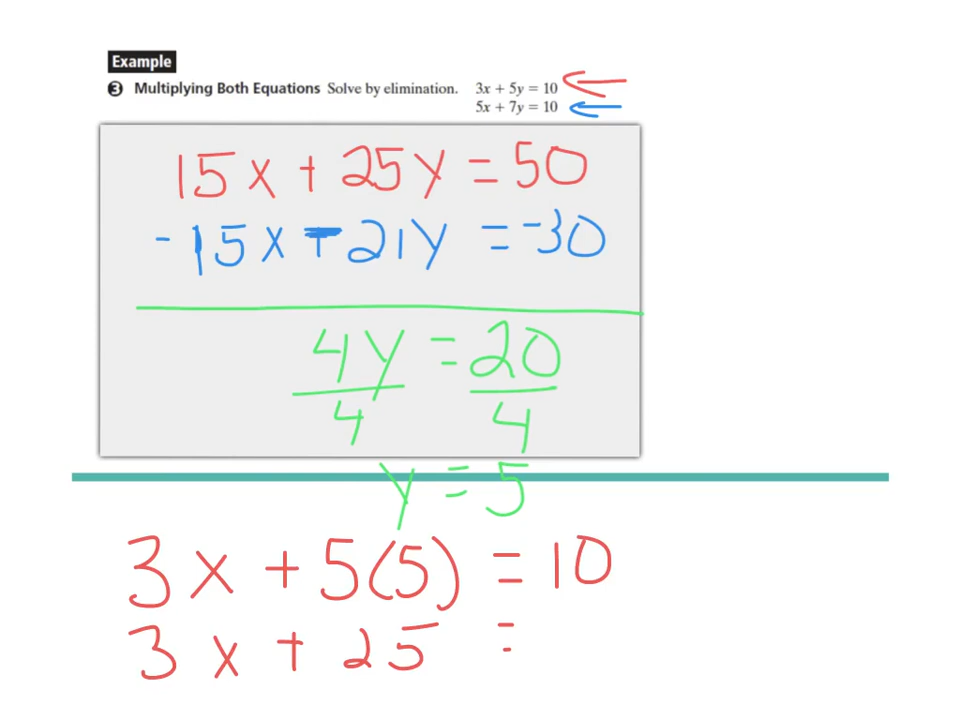 Example
3 Multiplying Both Equations Solve by elimination. 3x + 5y = 10
5x + 7y = 10
15x + 25y = 50
-15x - 21y = -30
4y = 20
4 4
y = 5
3x + 5(5) = 10
3x + 25 =